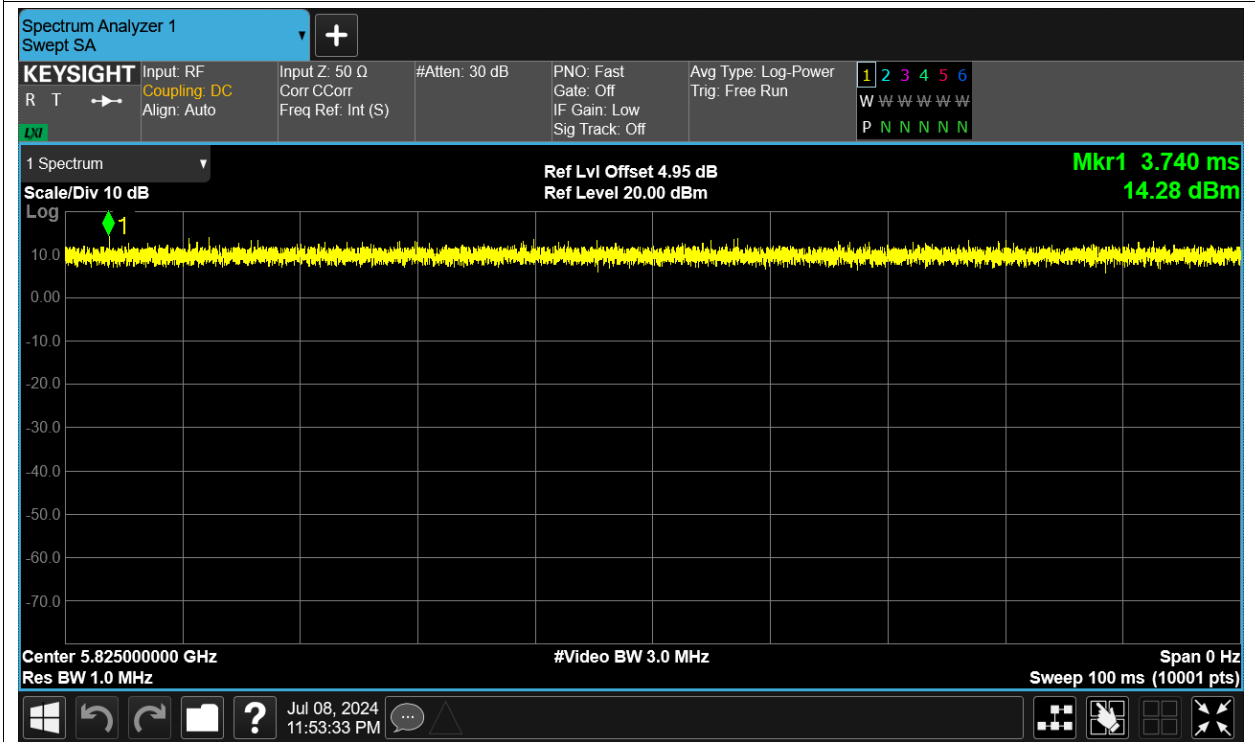 Spectrum Analyzer 1
Swept SA
KEYSIGHT
R T
LXI
Input: RF
Coupling: DC
Align: Auto
Input Z: 50 Ω
Corr CCorr
Freq Ref: Int (S)
#Atten: 30 dB
PNO: Fast
Gate: Off
IF Gain: Low
Sig Track: Off
Avg Type: Log-Power
Trig: Free Run
1 2 3 4 5 6
W W W W W W
P N N N N N
1 Spectrum
Scale/Div 10 dB
Ref Lvl Offset 4.95 dB
Ref Level 20.00 dBm
Mkr1 3.740 ms
14.28 dBm
Log
1
10.0
0.00
-10.0
-20.0
-30.0
-40.0
-50.0
-60.0
-70.0
Center 5.825000000 GHz
Res BW 1.0 MHz
#Video BW 3.0 MHz
Span 0 Hz
Sweep 100 ms (10001 pts)
?
Jul 08, 2024
11:53:33 PM